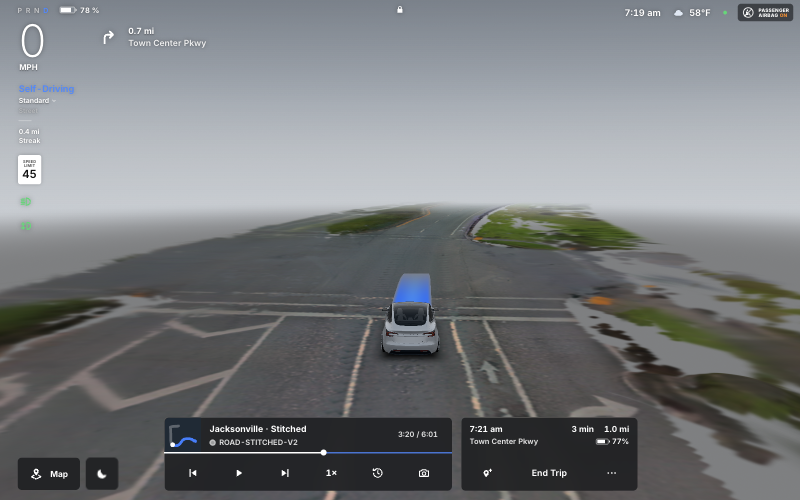 P R N
78 %
7:19 am
58°F
PASSENGER
AIRBAG ON
0
MPH
0.7 mi
Town Center Pkwy
Self-Driving
Standard
0.4 mi
Streak
SPEED
LIMIT
45
Jacksonville · Stitched
ROAD-STITCHED-V2
3:20 / 6:01
1×
7:21 am
3 min
1.0 mi
Town Center Pkwy
77%
End Trip
Map